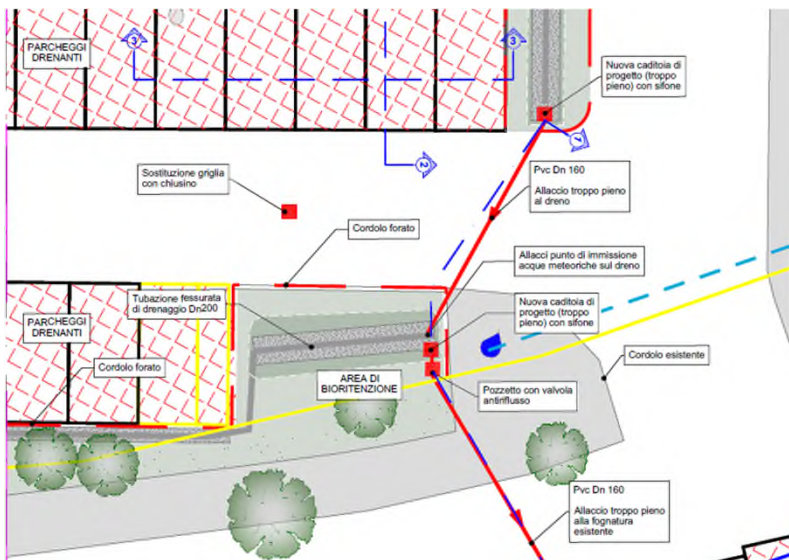 PARCHEGGI
DRENANTI
3
3
Nuova caditoia di
progetto (troppo
pieno) con sifone
1
2
Sostituzione griglia
con chiusino
Pvc Dn 160
Allaccio troppo pieno
al dreno
Cordolo forato
Allacci punto di immissione
acque meteoriche sul dreno
Tubazione fessurata
di drenaggio Dn200
Nuova caditoia di
progetto (troppo
pieno) con sifone
PARCHEGGI
DRENANTI
Cordolo esistente
Cordolo forato
AREA DI
BIORITENZIONE
Pozzetto con valvola
antiriflusso
Pvc Dn 160
Allaccio troppo pieno
alla fognatura
esistente